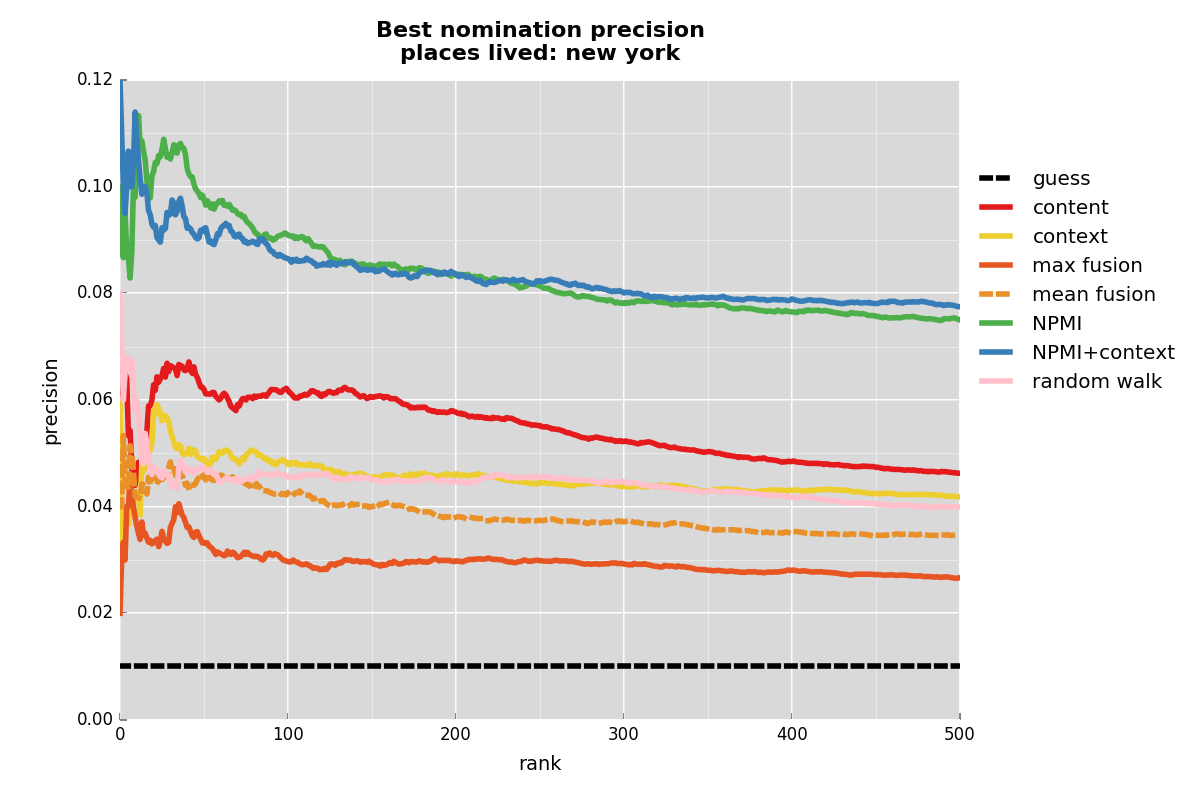 Best nomination precision
places lived: new york
0.12
0.10
0.08
0.06
0.04
0.02
0.00
precision
0
100
200
300
400
500
rank
guess
content
context
max fusion
mean fusion
NPMI
NPMI+context
random walk